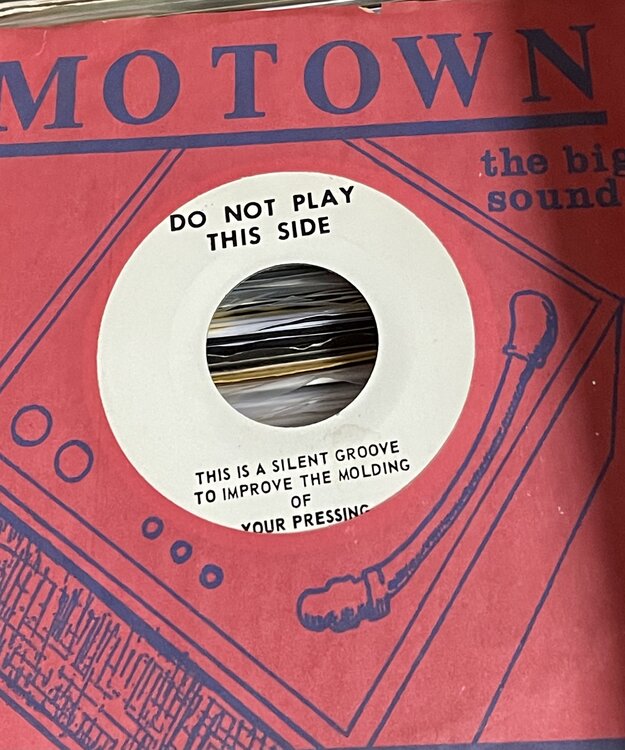 MOTOWN
the big
sound
DO NOT PLAY
THIS SIDE
THIS IS A SILENT GROOVE
TO IMPROVE THE MOLDING
OF
YOUR PRESSING